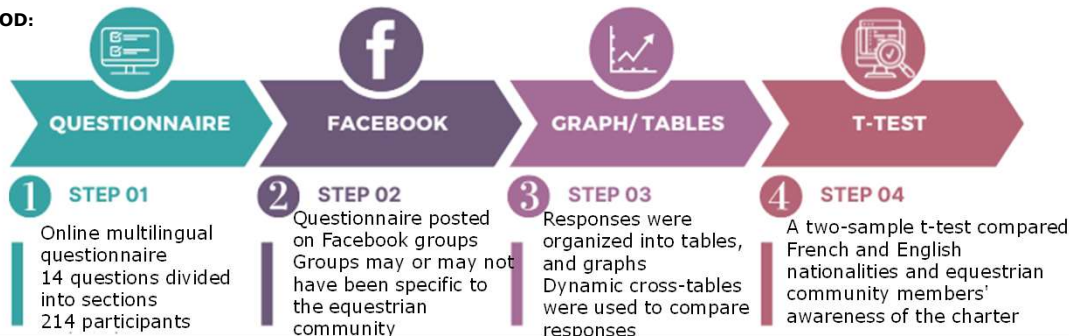 OD:
QUESTIONNAIRE
FACEBOOK
GRAPH/ TABLES
T-TEST
1 STEP 01
Online multilingual
questionnaire
14 questions divided
into sections
214 participants
2 STEP 02
Questionnaire posted
on Facebook groups
Groups may or may not
have been specific to
the equestrian
community
3 STEP 03
Responses were
organized into tables,
and graphs
Dynamic cross-tables
were used to compare
responses
4 STEP 04
A two-sample t-test compared
French and English
nationalities and equestrian
community members'
awareness of the charter